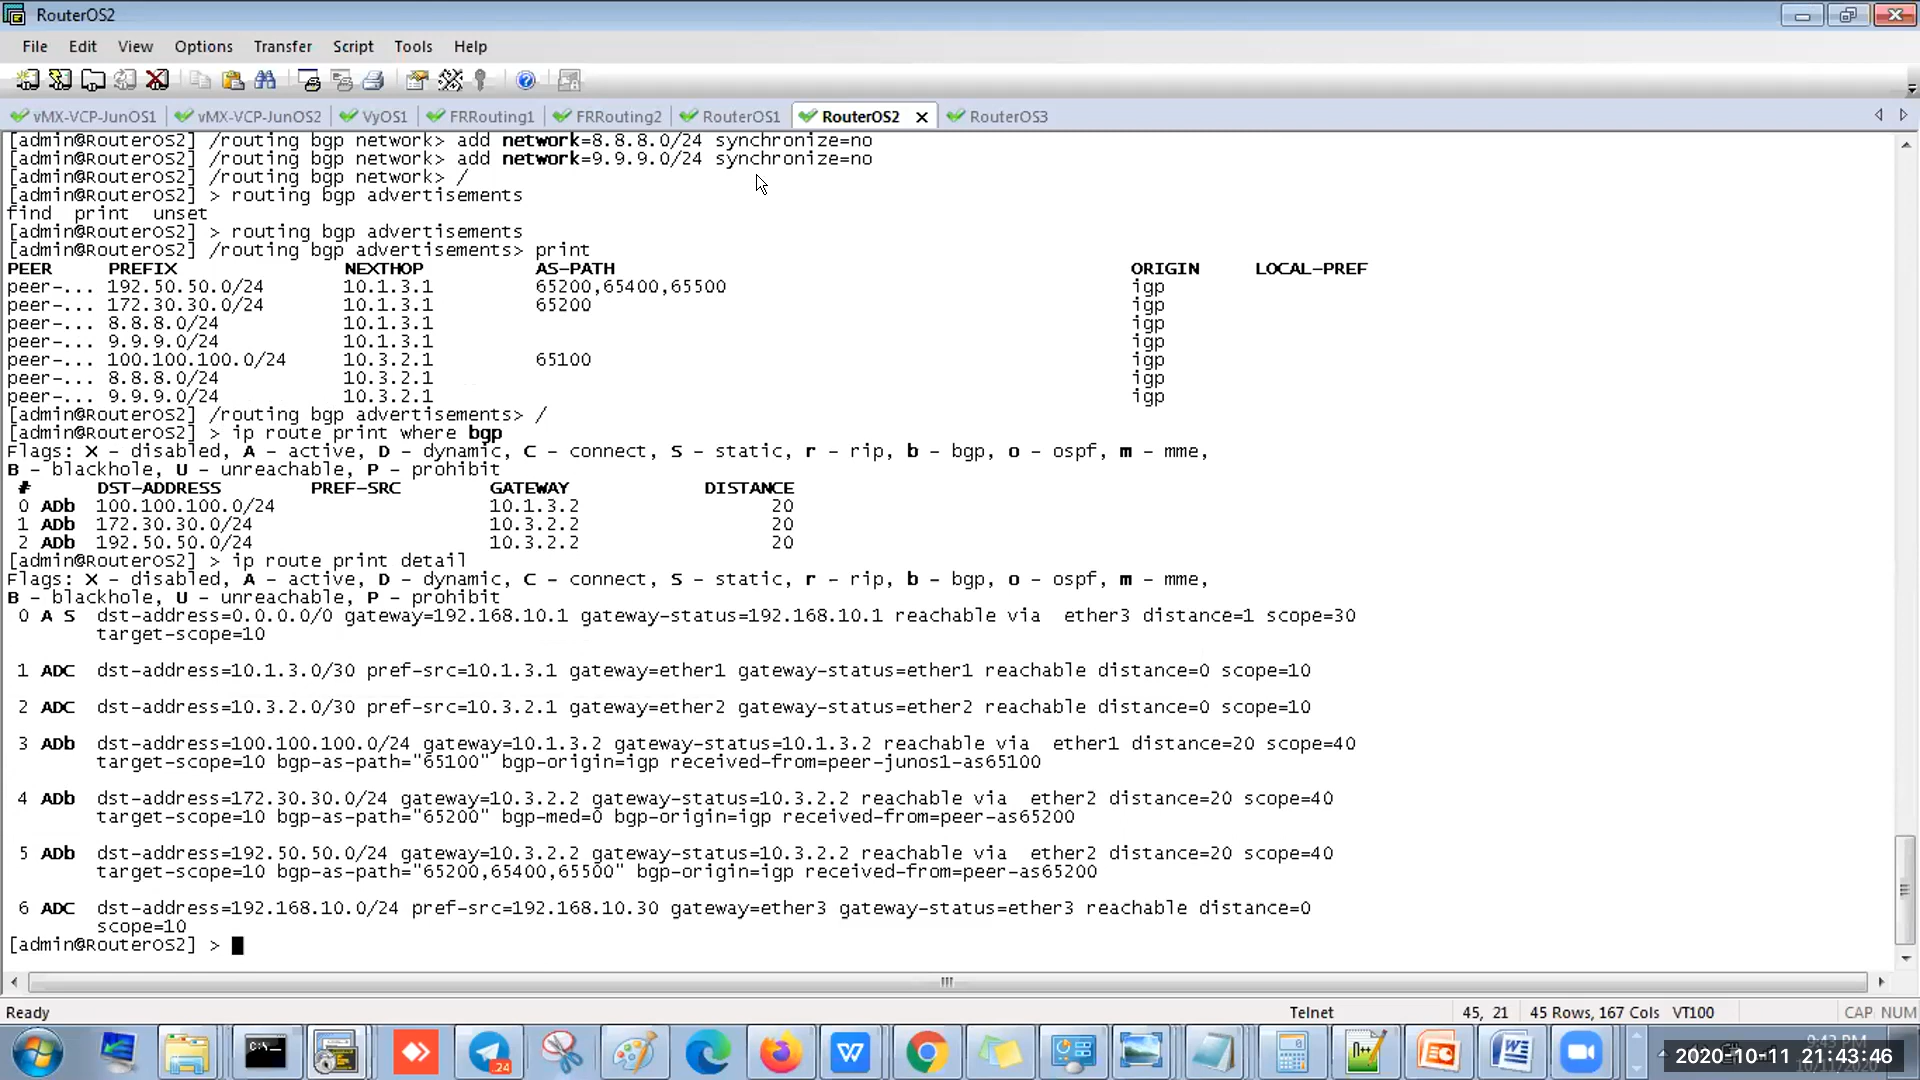 RouterOS2
File Edit View Options Transfer Script Tools Help
vMX-VCP-JunOS1 vMX-VCP-JunOS2 VyOS1 FRRouting1 FRRouting2 RouterOS1 RouterOS2 RouterOS3
[admin@RouterOS2] /routing bgp network> add network=8.8.8.0/24 synchronize=no
[admin@RouterOS2] /routing bgp network> add network=9.9.9.0/24 synchronize=no
[admin@RouterOS2] /routing bgp network> /
[admin@RouterOS2] > routing bgp advertisements
find print unset
[admin@RouterOS2] > routing bgp advertisements
[admin@RouterOS2] /routing bgp advertisements> print
PEER PREFIX NEXTHOP AS-PATH ORIGIN LOCAL-PREF
peer-... 192.50.50.0/24 10.1.3.1 65200,65400,65500 igp
peer-... 172.30.30.0/24 10.1.3.1 65200 igp
peer-... 8.8.8.0/24 10.1.3.1 igp
peer-... 9.9.9.0/24 10.1.3.1 igp
peer-... 100.100.100.0/24 10.3.2.1 65100 igp
peer-... 8.8.8.0/24 10.3.2.1 igp
peer-... 9.9.9.0/24 10.3.2.1 igp
[admin@RouterOS2] /routing bgp advertisements> /
[admin@RouterOS2] > ip route print where bgp
Flags: X - disabled, A - active, D - dynamic, C - connect, S - static, r - rip, b - bgp, o - ospf, m - mme,
B - blackhole, U - unreachable, P - prohibit
# DST-ADDRESS PREF-SRC GATEWAY DISTANCE
0 ADb 100.100.100.0/24 10.1.3.2 20
1 ADb 172.30.30.0/24 10.3.2.2 20
2 ADb 192.50.50.0/24 10.3.2.2 20
[admin@RouterOS2] > ip route print detail
Flags: X - disabled, A - active, D - dynamic, C - connect, S - static, r - rip, b - bgp, o - ospf, m - mme,
B - blackhole, U - unreachable, P - prohibit
0 A S dst-address=0.0.0.0/0 gateway=192.168.10.1 gateway-status=192.168.10.1 reachable via ether3 distance=1 scope=30
target-scope=10
1 ADC dst-address=10.1.3.0/30 pref-src=10.1.3.1 gateway=ether1 gateway-status=ether1 reachable distance=0 scope=10
2 ADC dst-address=10.3.2.0/30 pref-src=10.3.2.1 gateway=ether2 gateway-status=ether2 reachable distance=0 scope=10
3 ADb dst-address=100.100.100.0/24 gateway=10.1.3.2 gateway-status=10.1.3.2 reachable via ether1 distance=20 scope=40
target-scope=10 bgp-as-path="65100" bgp-origin=igp received-from=peer-junos1-as65100
4 ADb dst-address=172.30.30.0/24 gateway=10.3.2.2 gateway-status=10.3.2.2 reachable via ether2 distance=20 scope=40
target-scope=10 bgp-as-path="65200" bgp-med=0 bgp-origin=igp received-from=peer-as65200
5 ADb dst-address=192.50.50.0/24 gateway=10.3.2.2 gateway-status=10.3.2.2 reachable via ether2 distance=20 scope=40
target-scope=10 bgp-as-path="65200,65400,65500" bgp-origin=igp received-from=peer-as65200
6 ADC dst-address=192.168.10.0/24 pref-src=192.168.10.30 gateway=ether3 gateway-status=ether3 reachable distance=0
scope=10
[admin@RouterOS2] >
Ready Telnet 45, 21 45 Rows, 167 Cols VT100 CAP NUM
9:43 PM
2020-10-11 21:43:46